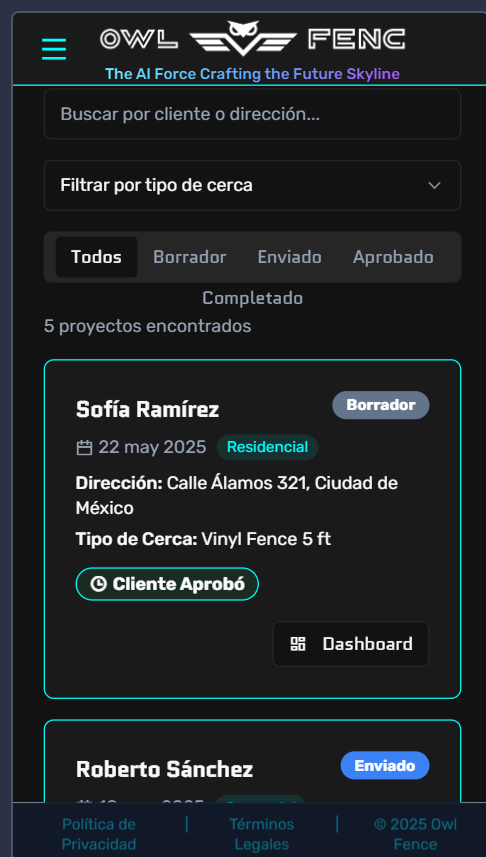 OWL FENC
The AI Force Crafting the Future Skyline
Buscar por cliente o dirección...
Filtrar por tipo de cerca
Todos Borrador Enviado Aprobado
Completado
5 proyectos encontrados
Sofía Ramírez Borrador
22 may 2025 Residencial
Dirección: Calle Álamos 321, Ciudad de
México
Tipo de Cerca: Vinyl Fence 5 ft
Cliente Aprobó
Dashboard
Roberto Sánchez Enviado
Política de | Términos | © 2025 Owl
Privacidad Legales Fence